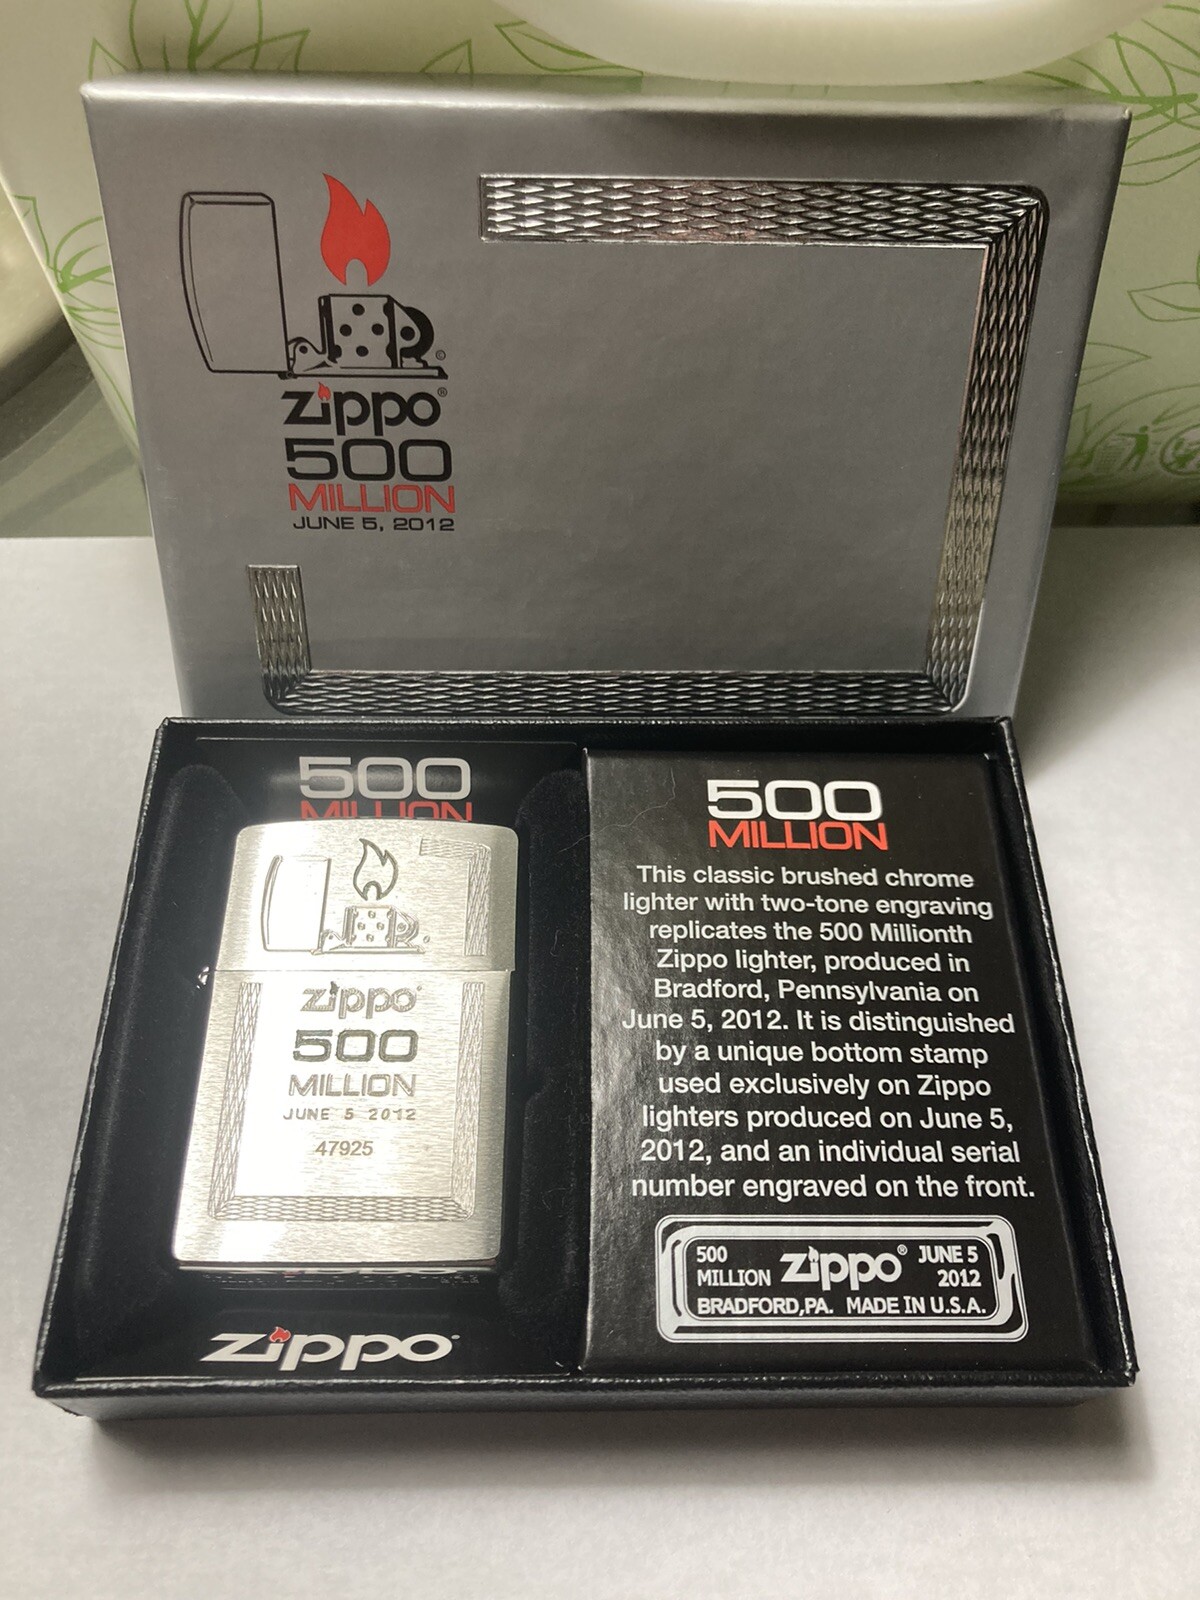 ©
zippo®
500
MILLION
JUNE 5, 2012
500
MILLION
zippo
500
MILLION
JUNE 5 2012
47925
zippo
500
MILLION
This classic brushed chrome
lighter with two-tone engraving
replicates the 500 Millionth
Zippo lighter, produced in
Bradford, Pennsylvania on
June 5, 2012. It is distinguished
by a unique bottom stamp
used exclusively on Zippo
lighters produced on June 5,
2012, and an individual serial
number engraved on the front.
500 MILLION zippo® JUNE 5 2012
BRADFORD,PA. MADE IN U.S.A.